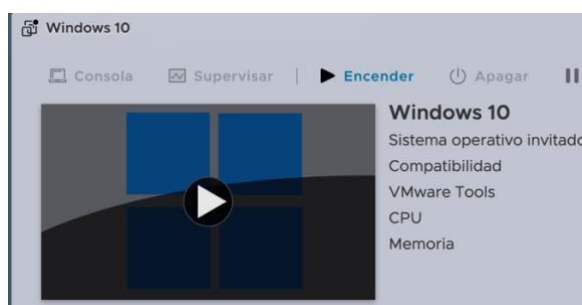 Windows 10
Consola Supervisar Encender Apagar
Windows 10
Sistema operativo invitado
Compatibilidad
VMware Tools
CPU
Memoria